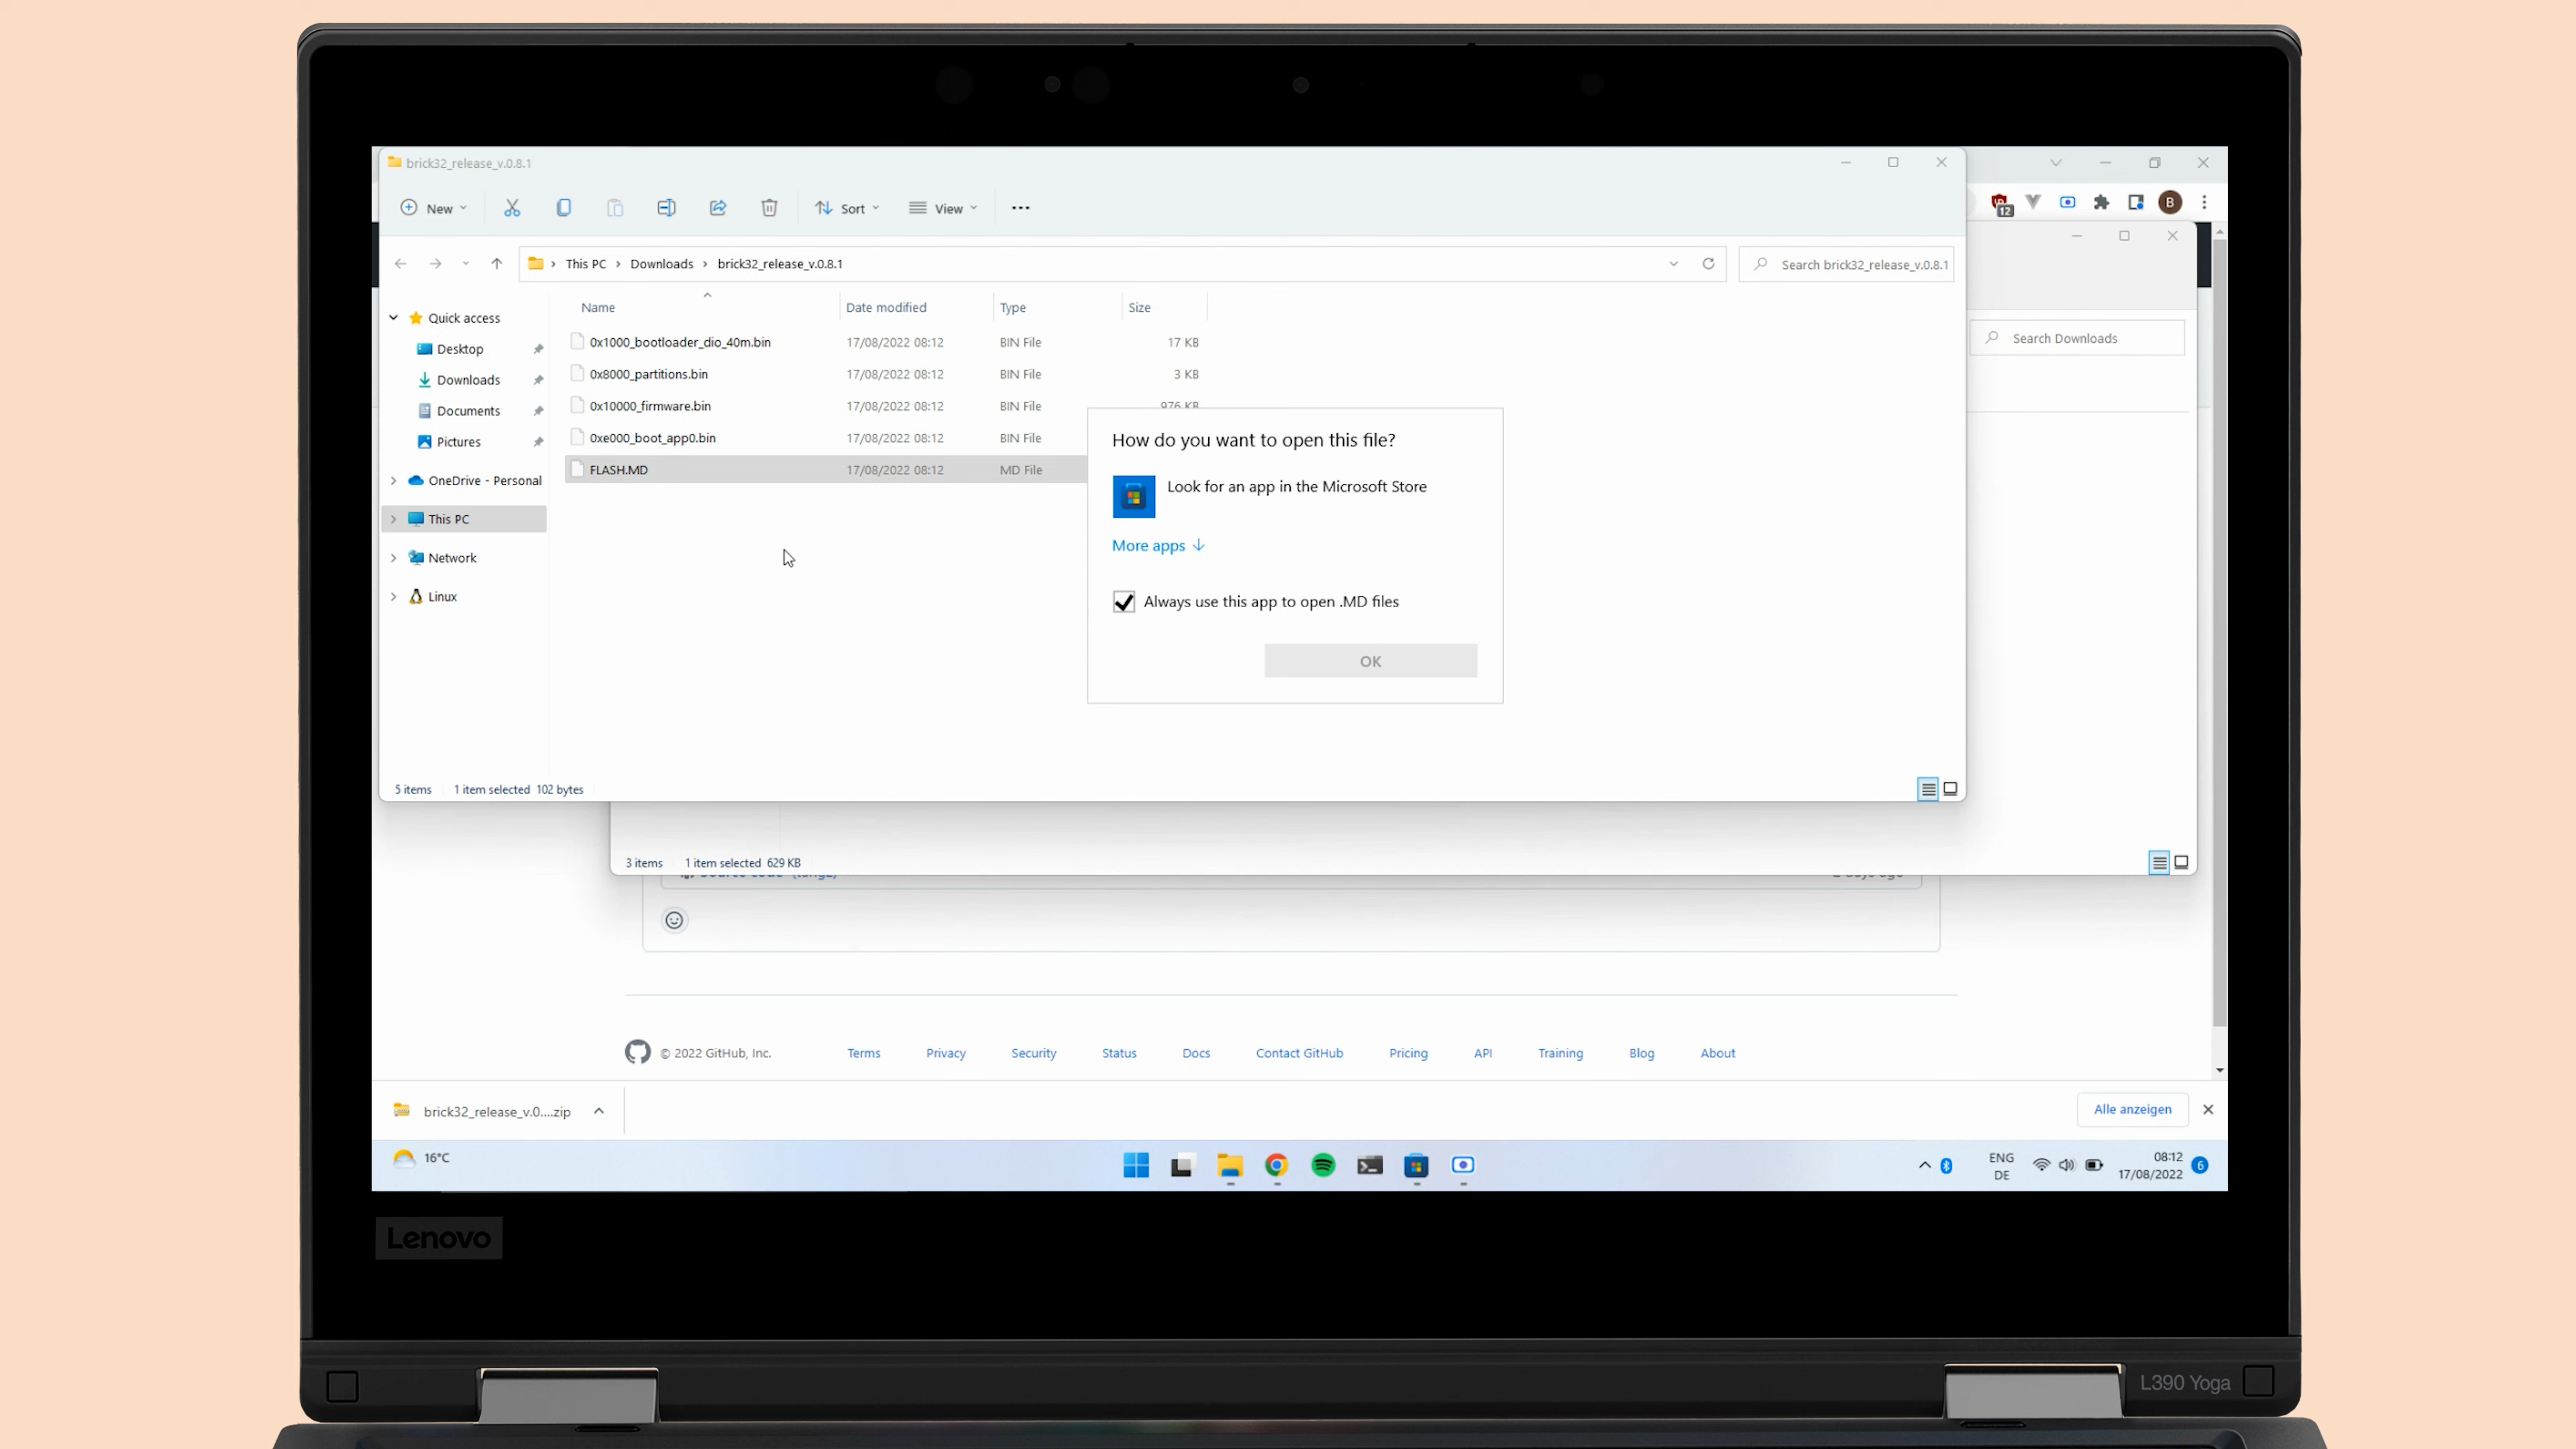 brick32_release_v.0.8.1
New
Sort
View
B
12
This PC › Downloads › brick32_release_v.0.8.1
Search brick32_release_v.0.8.1
Search Downloads
Name Date modified Type Size
Quick access
Desktop
Downloads
Documents
Pictures
OneDrive - Personal
This PC
Network
Linux
0x1000_bootloader_dio_40m.bin 17/08/2022 08:12 BIN File 17 KB
0x8000_partitions.bin 17/08/2022 08:12 BIN File 3 KB
0x10000_firmware.bin 17/08/2022 08:12 BIN File 976 KB
0xe000_boot_app0.bin 17/08/2022 08:12 BIN File
FLASH.MD 17/08/2022 08:12 MD File
How do you want to open this file?
Look for an app in the Microsoft Store
More apps
Always use this app to open .MD files
OK
5 items 1 item selected 102 bytes
3 items 1 item selected 629 KB
© 2022 GitHub, Inc. Terms Privacy Security Status Docs Contact GitHub Pricing API Training Blog About
brick32_release_v.0....zip
Alle anzeigen
16°C
ENG
DE
08:12
17/08/2022
6
Lenovo
L390 Yoga